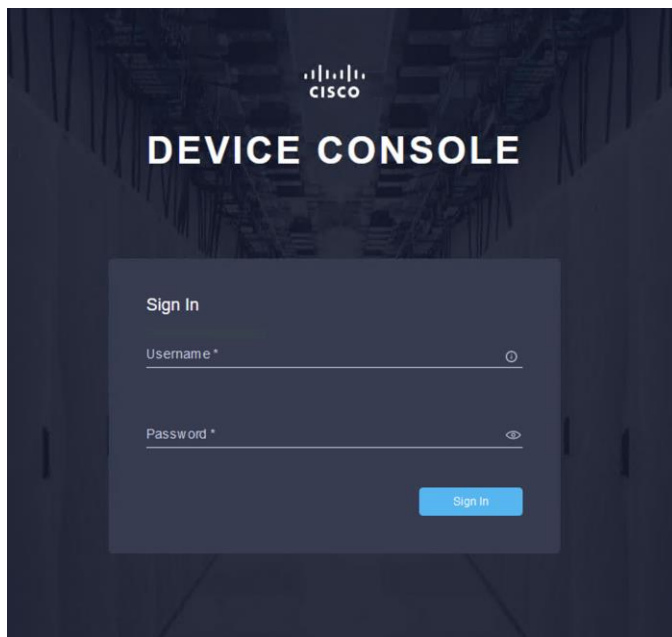 CISCO
DEVICE CONSOLE
Sign In
Username *
Password *
Sign In